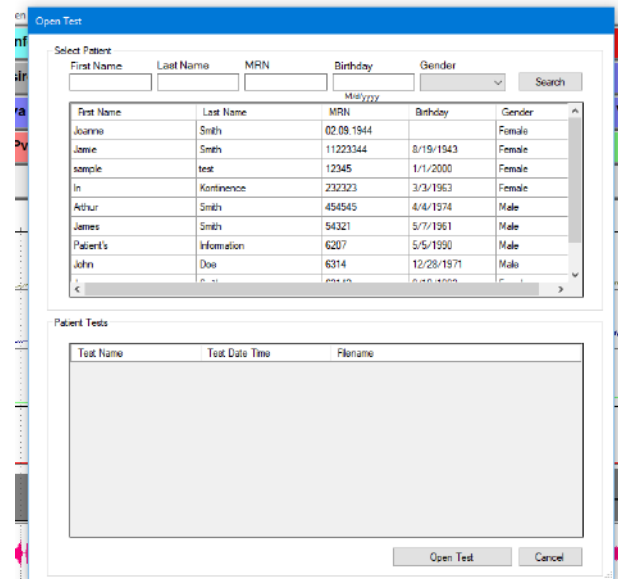 Open Test
Select Patient
First Name Last Name MRN Birthday Gender
Search
M/d/yyyy
First Name Last Name MRN Birthday Gender
Joanne Smith 02.09.1944 Female
Jamie Smith 11223344 8/19/1943 Female
sample test 12345 1/1/2000 Female
In Kontinence 232323 3/3/1963 Female
Arthur Smith 454545 4/4/1974 Male
James Smith 54321 5/7/1961 Male
Patient's Information 6207 5/5/1990 Male
John Doe 6314 12/28/1971 Male
Patient Tests
Test Name Test Date Time Filename
Open Test Cancel